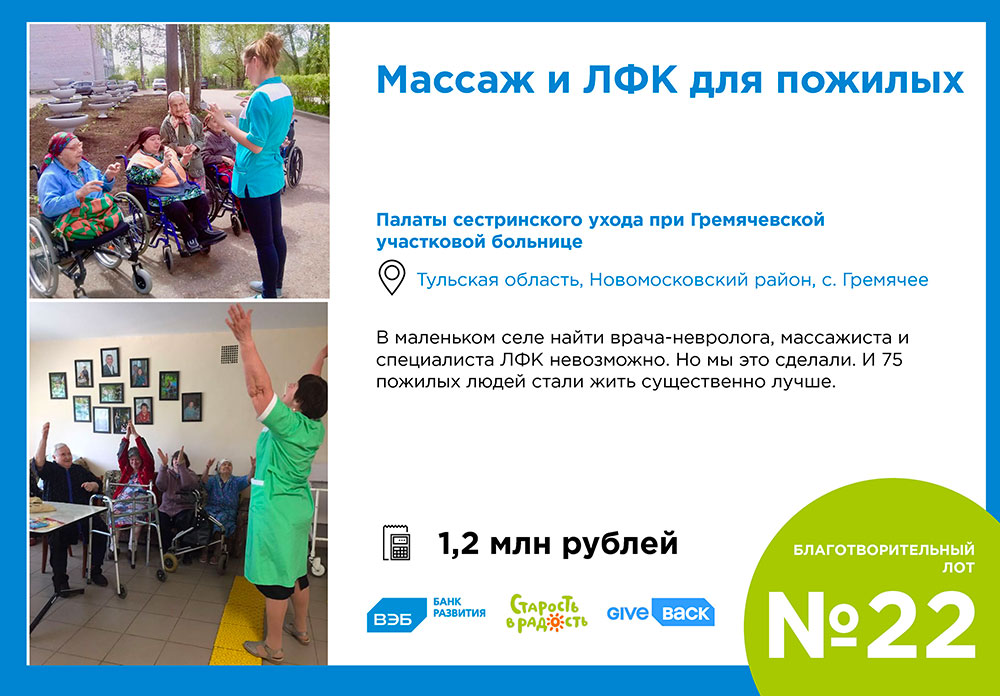 Массаж и ЛФК для пожилых
Палаты сестринского ухода при Гремячевской
участковой больнице
Тульская область, Новомосковский район, с. Гремячее
В маленьком селе найти врача-невролога, массажиста и
специалиста ЛФК невозможно. Но мы это сделали. И 75
пожилых людей стали жить существенно лучше.
1,2 млн рублей
ВЭБ БАНК
РАЗВИТИЯ
Старость
в радость
GIVE BACK
БЛАГОТВОРИТЕЛЬНЫЙ
ЛОТ
№22